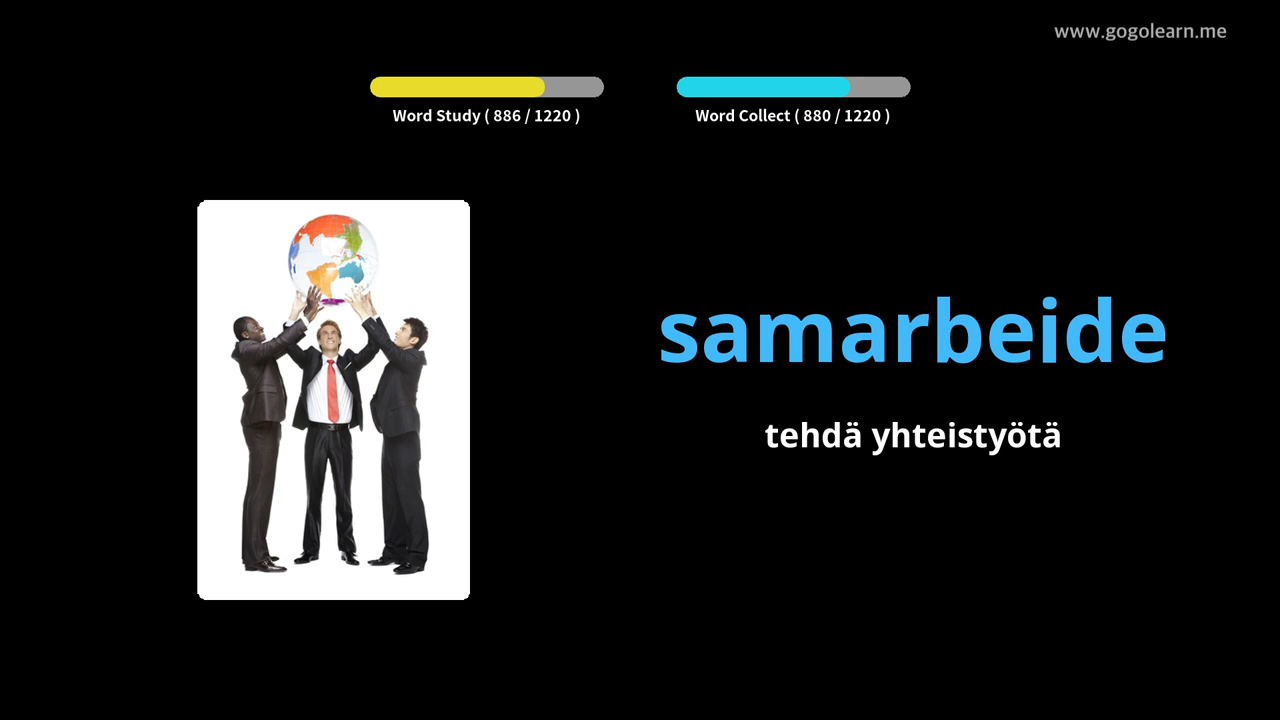 www.gogolearn.me
Word Study ( 886 / 1220 )
Word Collect ( 880 / 1220 )
samarbeide
tehdä yhteistyötä